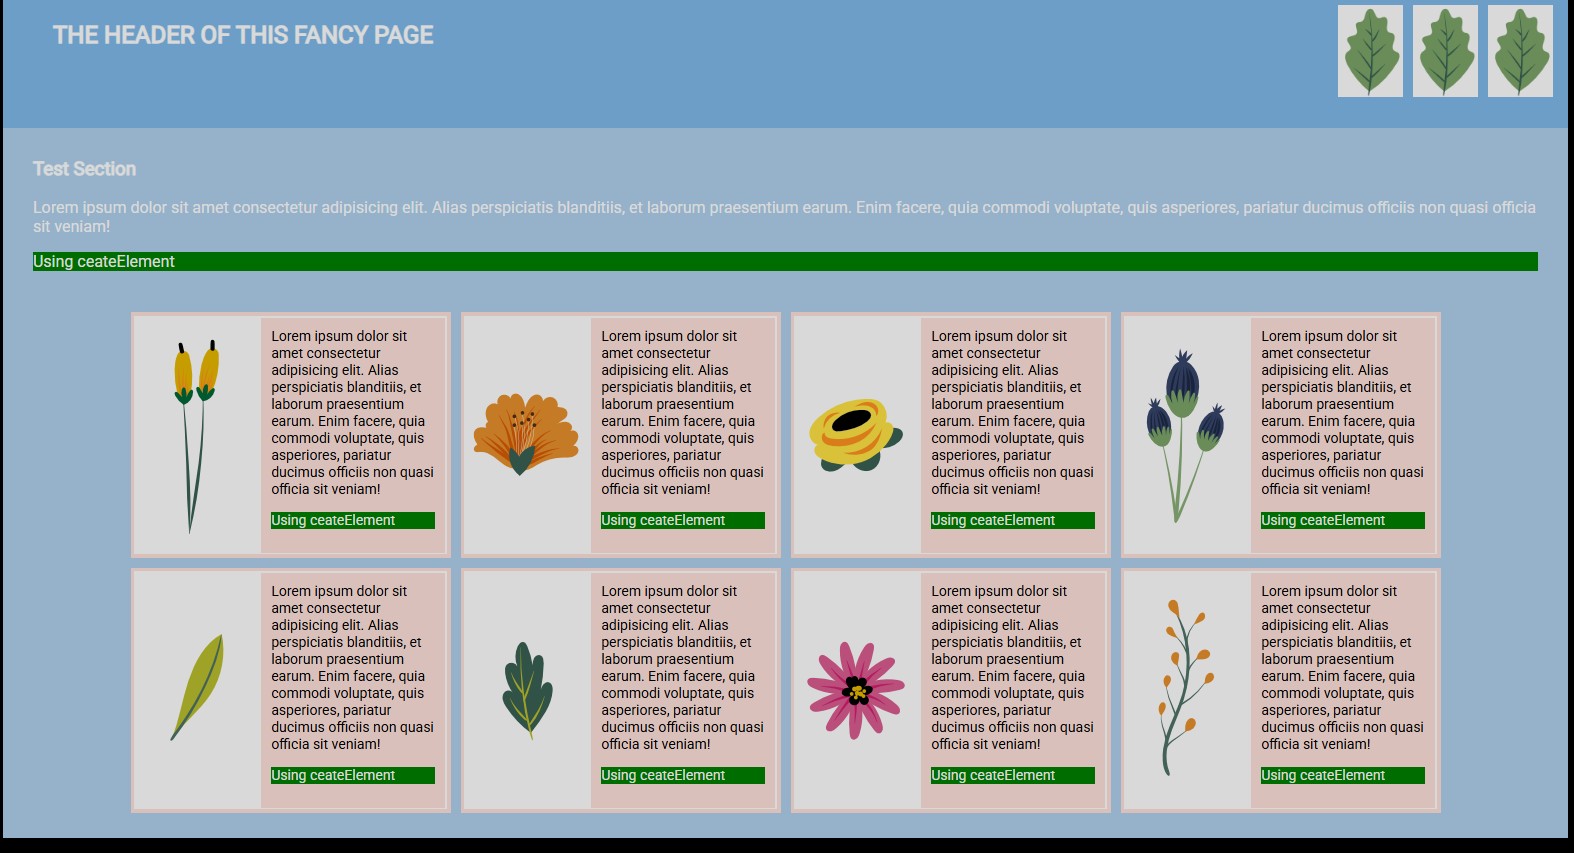 THE HEADER OF THIS FANCY PAGE
Test Section
Lorem ipsum dolor sit amet consectetur adipisicing elit. Alias perspiciatis blanditiis, et laborum praesentium earum. Enim facere, quia commodi voluptate, quis asperiores, pariatur ducimus officiis non quasi officia
sit veniam!
Using ceateElement
Lorem ipsum dolor sit
amet consectetur
adipisicing elit. Alias
perspiciatis blanditiis, et
laborum praesentium
earum. Enim facere, quia
commodi voluptate, quis
asperiores, pariatur
ducimus officiis non quasi
officia sit veniam!
Using ceateElement
Lorem ipsum dolor sit
amet consectetur
adipisicing elit. Alias
perspiciatis blanditiis, et
laborum praesentium
earum. Enim facere, quia
commodi voluptate, quis
asperiores, pariatur
ducimus officiis non quasi
officia sit veniam!
Using ceateElement
Lorem ipsum dolor sit
amet consectetur
adipisicing elit. Alias
perspiciatis blanditiis, et
laborum praesentium
earum. Enim facere, quia
commodi voluptate, quis
asperiores, pariatur
ducimus officiis non quasi
officia sit veniam!
Using ceateElement
Lorem ipsum dolor sit
amet consectetur
adipisicing elit. Alias
perspiciatis blanditiis, et
laborum praesentium
earum. Enim facere, quia
commodi voluptate, quis
asperiores, pariatur
ducimus officiis non quasi
officia sit veniam!
Using ceateElement
Lorem ipsum dolor sit
amet consectetur
adipisicing elit. Alias
perspiciatis blanditiis, et
laborum praesentium
earum. Enim facere, quia
commodi voluptate, quis
asperiores, pariatur
ducimus officiis non quasi
officia sit veniam!
Using ceateElement
Lorem ipsum dolor sit
amet consectetur
adipisicing elit. Alias
perspiciatis blanditiis, et
laborum praesentium
earum. Enim facere, quia
commodi voluptate, quis
asperiores, pariatur
ducimus officiis non quasi
officia sit veniam!
Using ceateElement
Lorem ipsum dolor sit
amet consectetur
adipisicing elit. Alias
perspiciatis blanditiis, et
laborum praesentium
earum. Enim facere, quia
commodi voluptate, quis
asperiores, pariatur
ducimus officiis non quasi
officia sit veniam!
Using ceateElement
Lorem ipsum dolor sit
amet consectetur
adipisicing elit. Alias
perspiciatis blanditiis, et
laborum praesentium
earum. Enim facere, quia
commodi voluptate, quis
asperiores, pariatur
ducimus officiis non quasi
officia sit veniam!
Using ceateElement